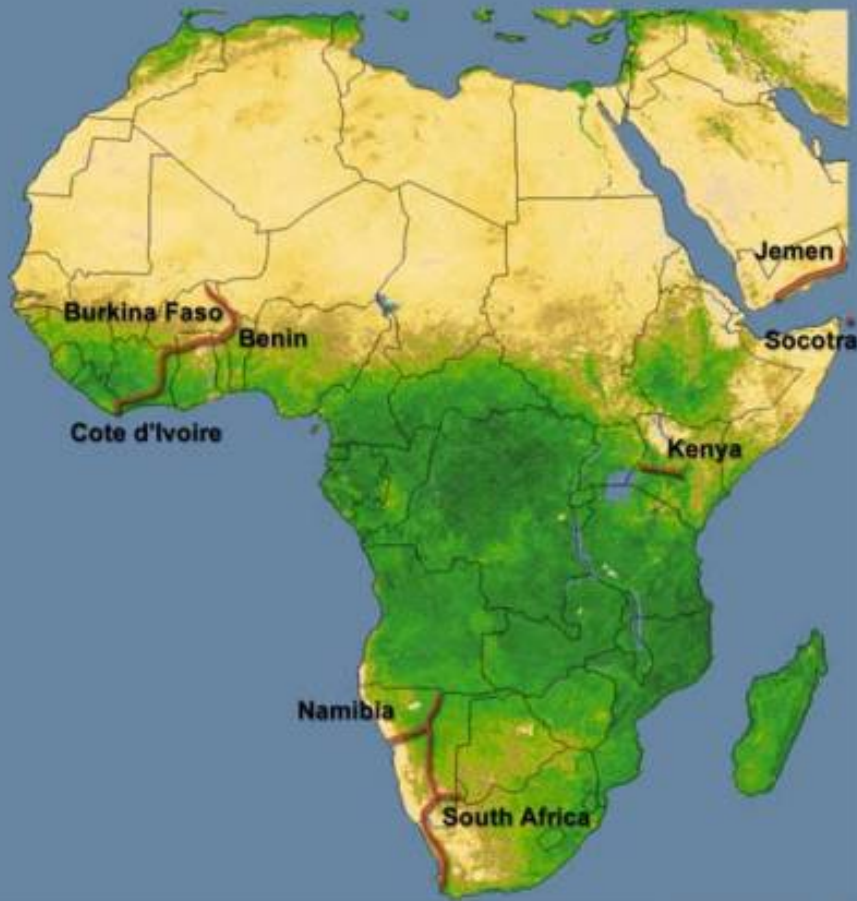 Jemen
Burkina Faso
Benin
Socotra
Cote d'Ivoire
Kenya
Namibia
South Africa